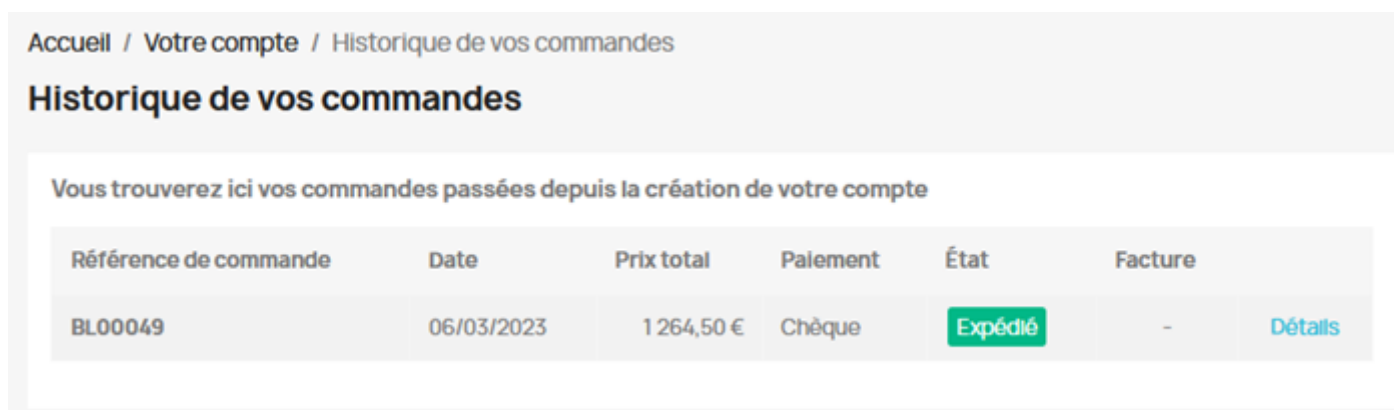 Accueil / Votre compte / Historique de vos commandes
Historique de vos commandes
Vous trouverez ici vos commandes passées depuis la création de votre compte
Référence de commande Date Prix total Paiement État Facture
BL00049 06/03/2023 1 264,50 € Chèque Expédié - Détails